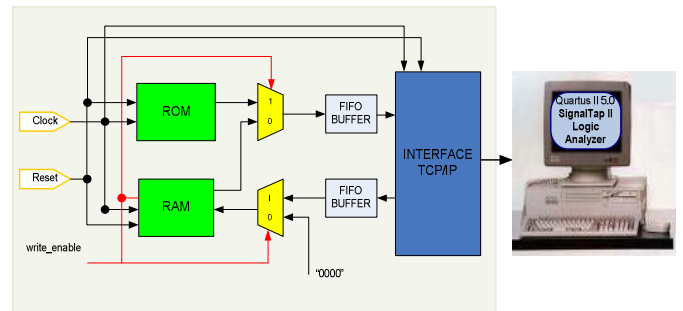 ROM
1
0
FIFO
BUFFER
Clock
INTERFACE
TCP/IP
Quartus II 5.0
SignalTap II
Logic
Analyzer
Reset
RAM
I
0
FIFO
BUFFER
write_enable
"0000"